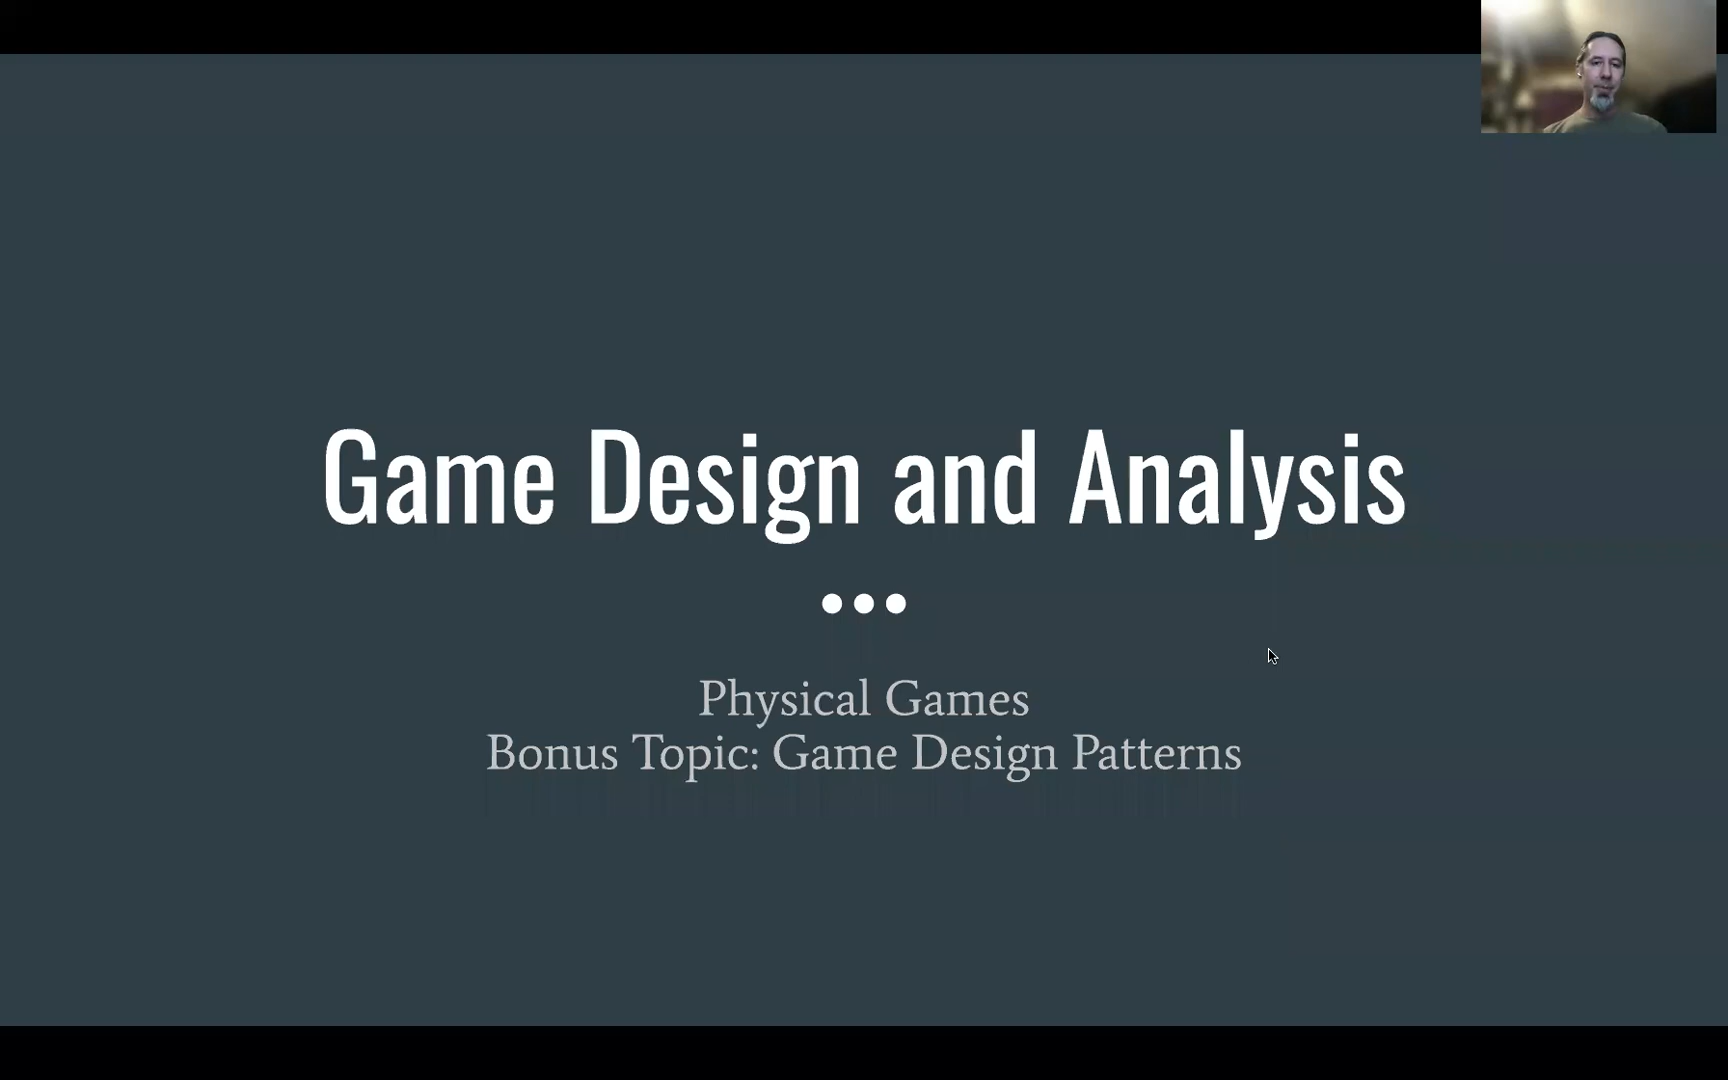 Game Design and Analysis
Physical Games
Bonus Topic: Game Design Patterns